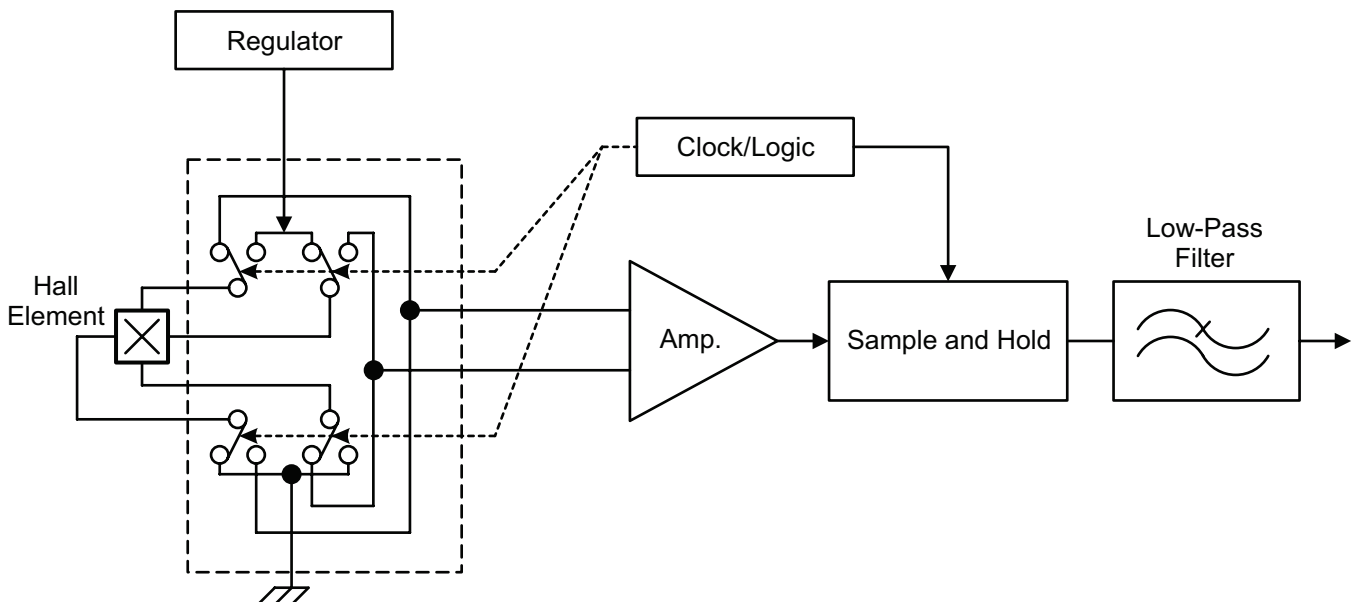 Regulator
Clock/Logic
Low-Pass
Filter
Hall
Element
Amp.
Sample and Hold